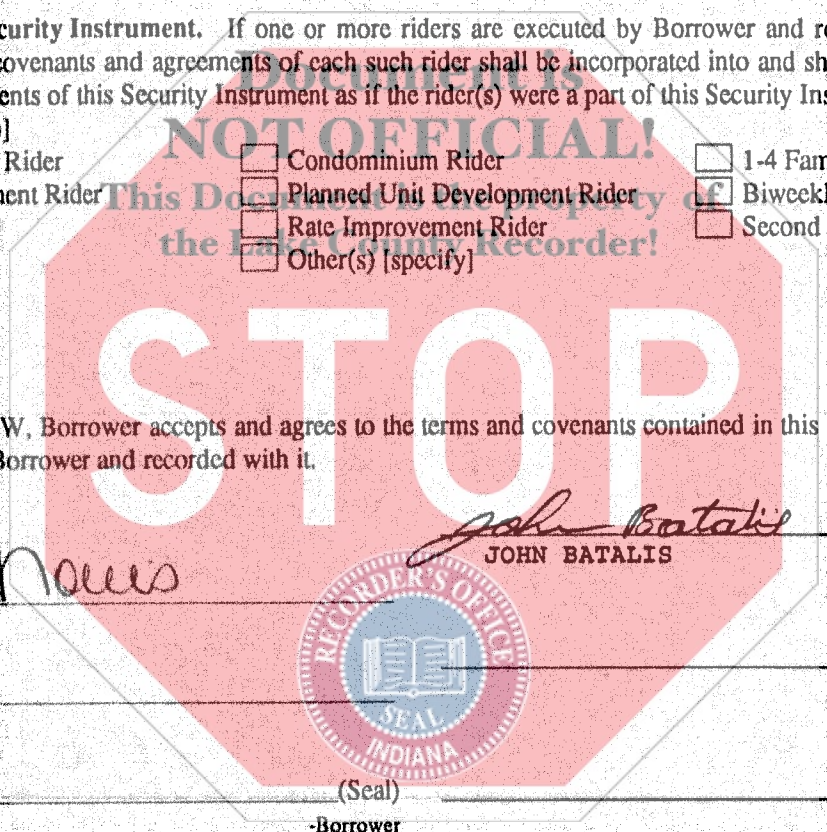 curity Instrument. If one or more riders are executed by Borrower and re
covenants and agreements of each such rider shall be incorporated into and sh
ents of this Security Instrument as if the rider(s) were a part of this Security Ins
]
Document is
NOT OFFICIAL!
This Document is the property of
the Lake County Recorder!
Rider
Condominium Rider
1-4 Fam
ent Rider
Planned Unit Development Rider
Biweekl
Rate Improvement Rider
Second
Other(s) [specify]
STOP
W, Borrower accepts and agrees to the terms and covenants contained in this
Borrower and recorded with it.
John Batalis
JOHN BATALIS
RECORDER'S OFFICE
SEAL
INDIANA
(Seal)
-Borrower